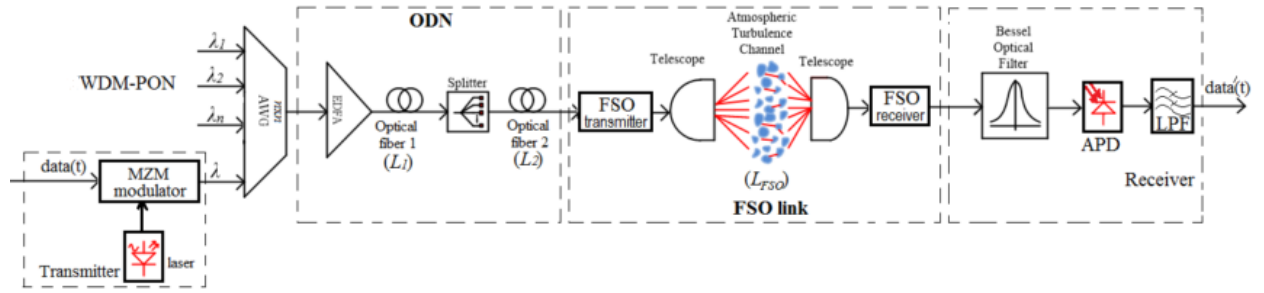 WDM-PON
λ1
λ2
λn
data(t)
MZM
modulator
λ
Transmitter
laser
AWG
ODN
EDFA
Optical
fiber 1
(L1)
Splitter
Optical
fiber 2
(L2)
FSO
transmitter
Telescope
Atmospheric
Turbulence
Channel
(LFSO)
FSO link
Telescope
FSO
receiver
Bessel
Optical
Filter
APD
LPF
data'(t)
Receiver